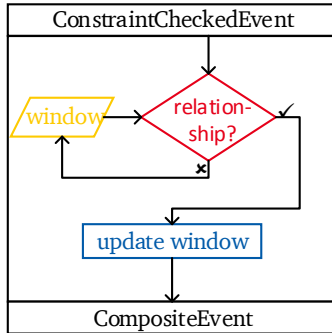 ConstraintCheckedEvent
window
relation-
ship?
✓
✘
update window
CompositeEvent